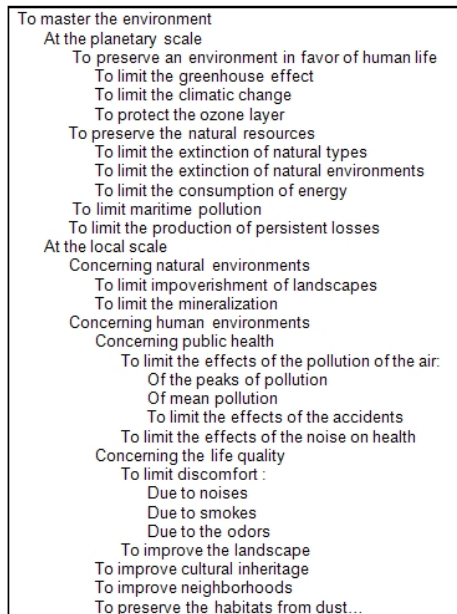 To master the environment
At the planetary scale
To preserve an environment in favor of human life
To limit the greenhouse effect
To limit the climatic change
To protect the ozone layer
To preserve the natural resources
To limit the extinction of natural types
To limit the extinction of natural environments
To limit the consumption of energy
To limit maritime pollution
To limit the production of persistent losses
At the local scale
Concerning natural environments
To limit impoverishment of landscapes
To limit the mineralization
Concerning human environments
Concerning public health
To limit the effects of the pollution of the air:
Of the peaks of pollution
Of mean pollution
To limit the effects of the accidents
To limit the effects of the noise on health
Concerning the life quality
To limit discomfort :
Due to noises
Due to smokes
Due to the odors
To improve the landscape
To improve cultural inheritage
To improve neighborhoods
To preserve the habitats from dust...